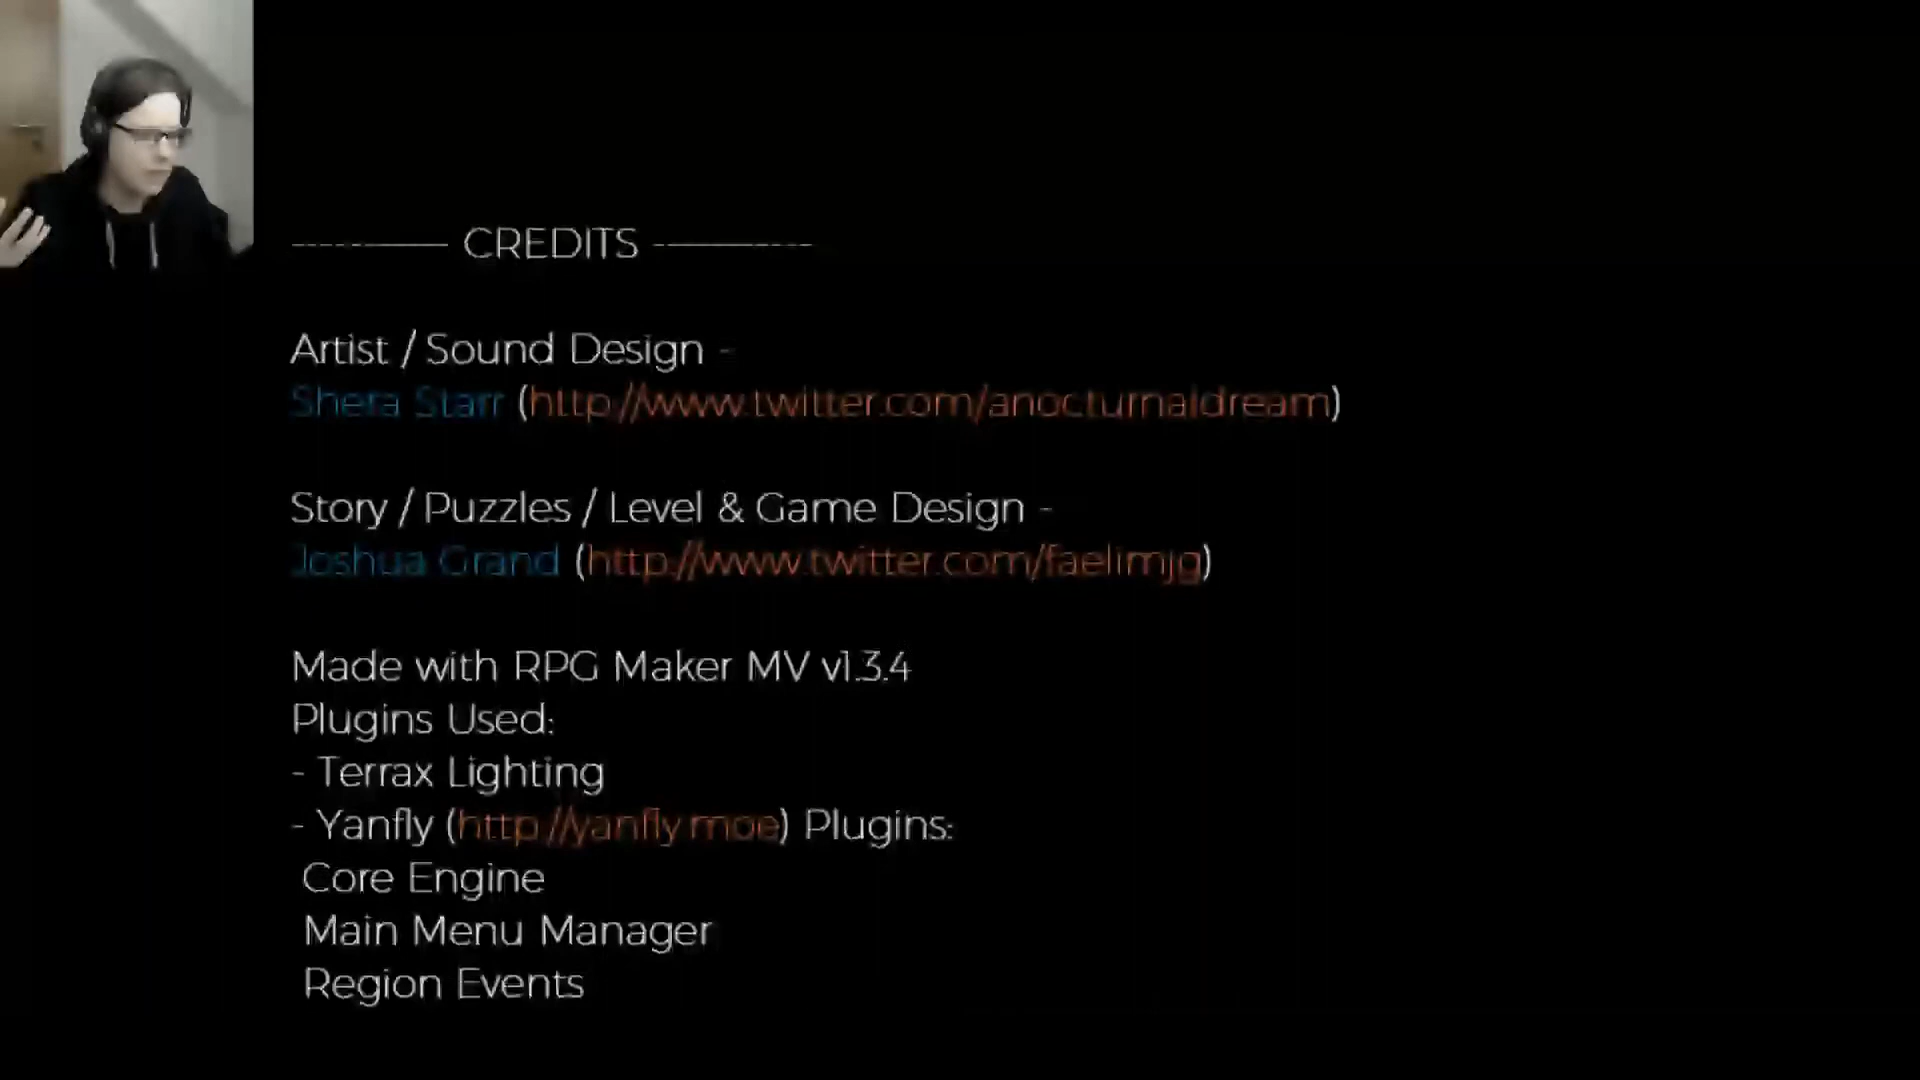 CREDITS
Artist / Sound Design -
Shera Starr (http://www.twitter.com/anocturnaldream)
Story / Puzzles / Level & Game Design -
Joshua Grand (http://www.twitter.com/faelimjg)
Made with RPG Maker MV v1.3.4
Plugins Used:
- Terrax Lighting
- Yanfly (http://yanfly.moe) Plugins:
Core Engine
Main Menu Manager
Region Events